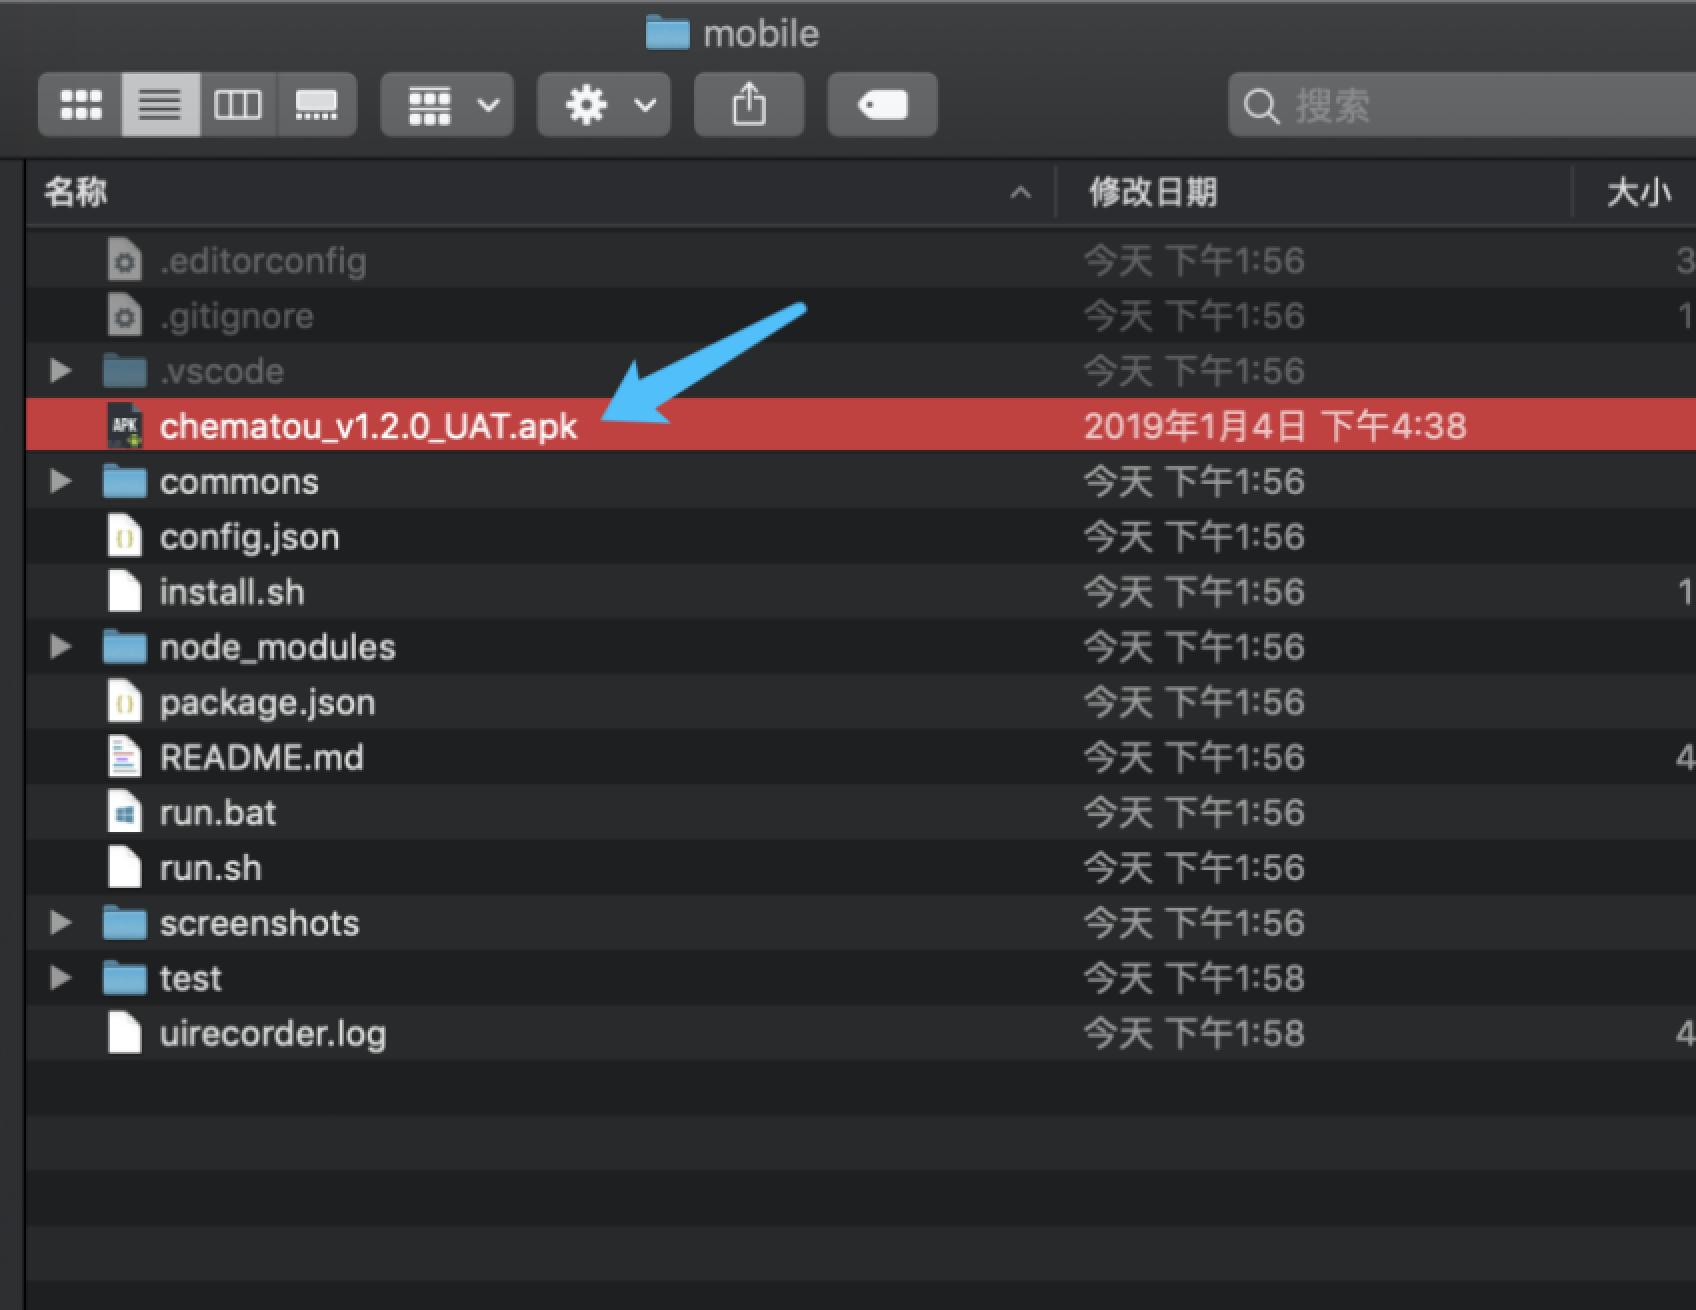 mobile
搜索
名称 修改日期 大小
.editorconfig 今天 下午1:56 3
.gitignore 今天 下午1:56 1
.vscode 今天 下午1:56
APK chematou_v1.2.0_UAT.apk 2019年1月4日 下午4:38
commons 今天 下午1:56
config.json 今天 下午1:56
install.sh 今天 下午1:56 1
node_modules 今天 下午1:56
package.json 今天 下午1:56
README.md 今天 下午1:56 4
run.bat 今天 下午1:56
run.sh 今天 下午1:56
screenshots 今天 下午1:56
test 今天 下午1:58
uirecorder.log 今天 下午1:58 4